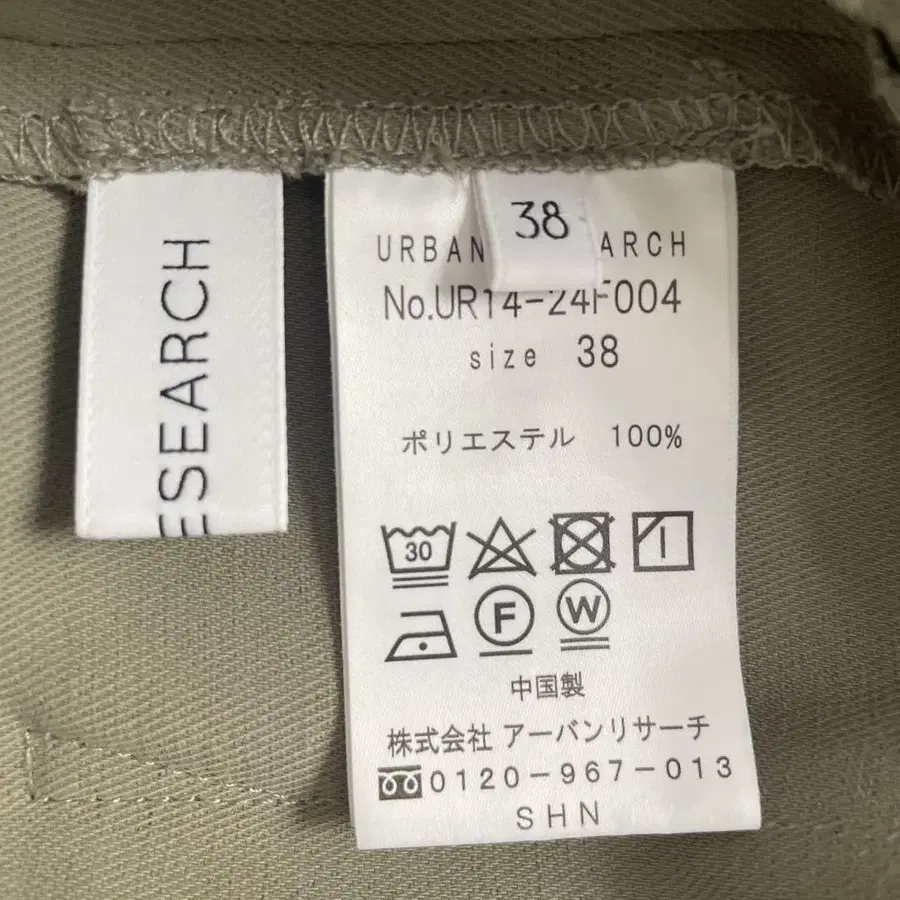 ESEARCH
38
URBAN ARCH
No.UR14-24F004
size 38
ポリエステル 100%
30
F
W
中国製
株式会社 アーバンリサーチ
0120-967-013
SHN